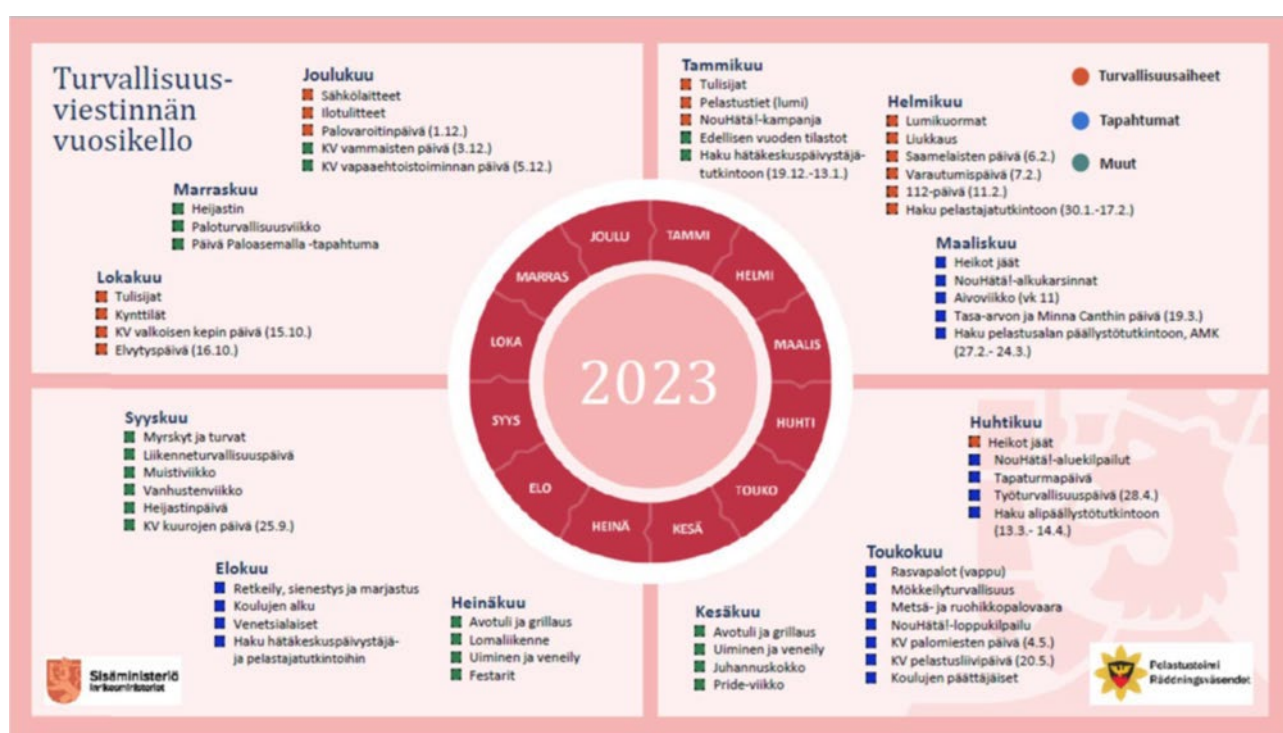 Turvallisuus-
viestinnän
vuosikello
Joulukuu
Sähkölaitteet
Ilotulitteet
Palovaroitinpäivä (1.12.)
KV vammaisten päivä (3.12.)
KV vapaaehtoistoiminnan päivä (5.12.)
Marraskuu
Heijastin
Paloturvallisuusviikko
Päivä Paloasemalla -tapahtuma
Lokakuu
Tulisijat
Kynttilät
KV valkoisen kepin päivä (15.10.)
Elvytyspäivä (16.10.)
Tammikuu
Tulisijat
Pelastustiet (lumi)
NouHätä!-kampanja
Edellisen vuoden tilastot
Haku hätäkeskuspäivystäjä-
tutkintoon (19.12.-13.1.)
Helmikuu
Lumikuormat
Liukkaus
Saamelaisten päivä (6.2.)
Varautumispäivä (7.2.)
112-päivä (11.2.)
Haku pelastajatutkintoon (30.1.-17.2.)
Turvallisuusaiheet
Tapahtumat
Muut
Maaliskuu
Heikot jäät
NouHätä!-alkukarsinnat
Aivoviikko (vk 11)
Tasa-arvon ja Minna Canthin päivä (19.3.)
Haku pelastusalan päällystötutkintoon, AMK
(27.2.- 24.3.)
JOULU
TAMMI
MARRAS
HELMI
LOKA
MAALIS
2023
SYYS
HUHTI
ELO
TOUKO
HEINÄ
KESÄ
Syyskuu
Myrskyt ja turvat
Liikenneturvallisuuspäivä
Muistiviikko
Vanhustenviikko
Heijastinpäivä
KV kuurojen päivä (25.9.)
Elokuu
Retkeily, sienestys ja marjastus
Koulujen alku
Venetsialaiset
Haku hätäkeskuspäivystäjä-
ja pelastajatutkintoihin
Heinäkuu
Avotuli ja grillaus
Lomaliikenne
Uiminen ja veneily
Festarit
Huhtikuu
Heikot jäät
NouHätä!-aluekilpailut
Tapaturmapäivä
Työturvallisuuspäivä (28.4.)
Haku alipäällystötutkintoon
(13.3.- 14.4.)
Toukokuu
Rasvapalot (vappu)
Mökkeilyturvallisuus
Metsä- ja ruohikkopalovaara
NouHätä!-loppukilpailu
KV palomiesten päivä (4.5.)
KV pelastusliivipäivä (20.5.)
Koulujen päättäjäiset
Kesäkuu
Avotuli ja grillaus
Uiminen ja veneily
Juhannuskokko
Pride-viikko
Sisäministeriö
Inrikesministeriet
Pelastustoimi
Räddningsväsendet